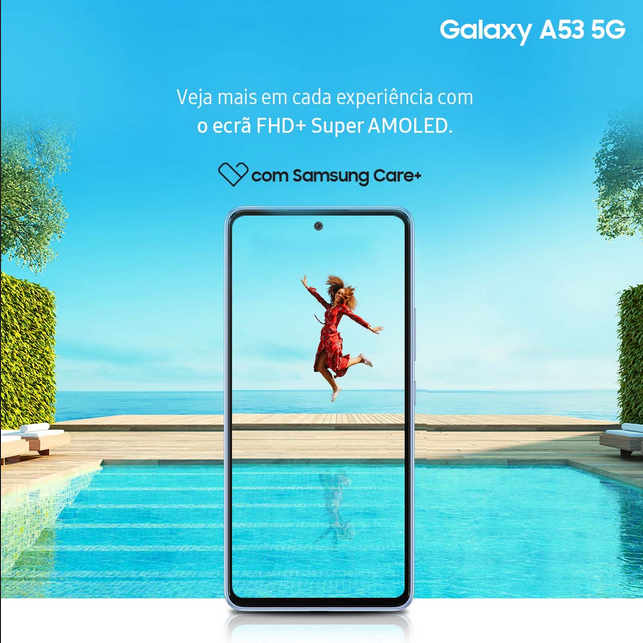 Galaxy A53 5G
Veja mais em cada experiência com
o ecrã FHD+ Super AMOLED.
com Samsung Care+